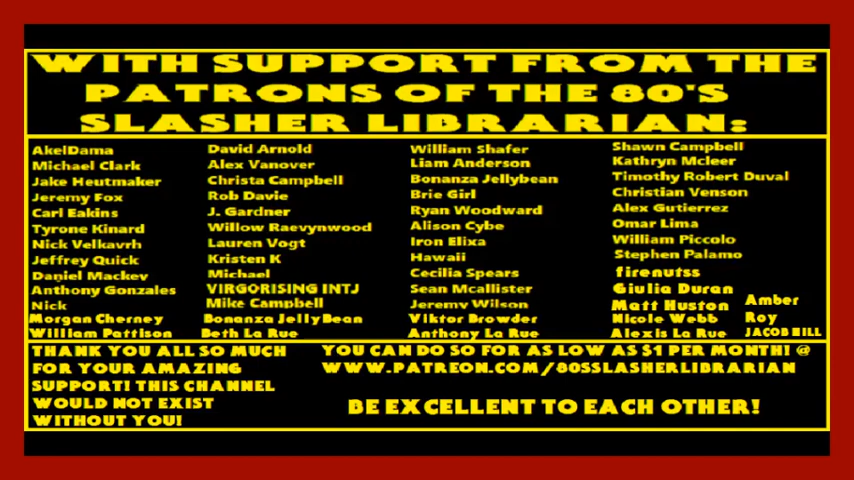 WITH SUPPORT FROM THE
PATRONS OF THE 80'S
SLASHER LIBRARIAN:
AkelDama
Michael Clark
Jake Heutmaker
Jeremy Fox
Carl Eakins
Tyrone Kinard
Nick Velkavrh
Jeffrey Quick
Daniel Mackey
Anthony Gonzales
Nick
Morgan Cherney
William Pattison
David Arnold
Alex Vanover
Christa Campbell
Rob Davie
J. Gardner
Willow Raevynwood
Lauren Vogt
Kristen K
Michael
VIRGORISING INTJ
Mike Campbell
Bonanza JellyBean
Beth La Rue
William Shafer
Liam Anderson
Bonanza Jellybean
Brie Girl
Ryan Woodward
Alison Cybe
Iron Elixa
Hawaii
Cecilia Spears
Sean Mcallister
Jeremy Wilson
Viktor Browder
Anthony La Rue
Shawn Campbell
Kathryn Mcleer
Timothy Robert Duval
Christian Venson
Alex Gutierrez
Omar Lima
William Piccolo
Stephen Palamo
firenutss
Giulia Duran
Matt Huston
Nicole Webb
Alexis La Rue
Amber
Roy
JACOB HILL
THANK YOU ALL SO MUCH
FOR YOUR AMAZING
SUPPORT! THIS CHANNEL
WOULD NOT EXIST
WITHOUT YOU!
YOU CAN DO SO FOR AS LOW AS $1 PER MONTH! @
WWW.PATREON.COM/80SSLASHERLIBRARIAN
BE EXCELLENT TO EACH OTHER!